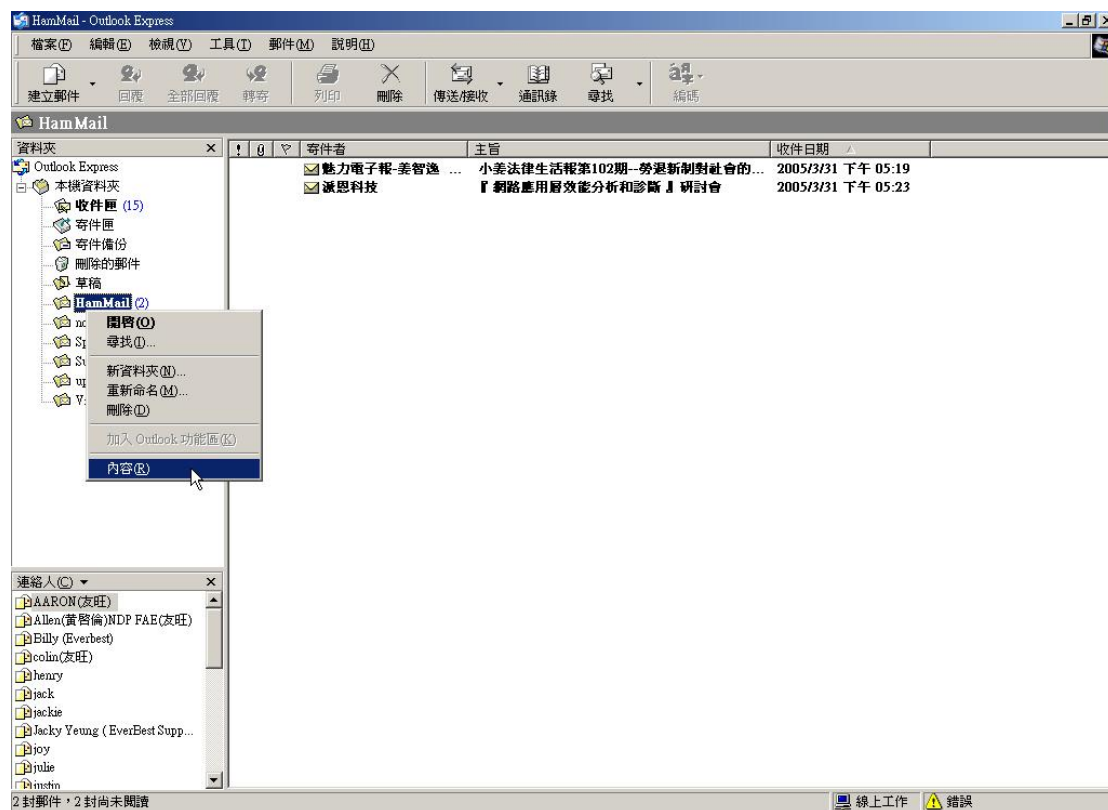 HamMail - Outlook Express
檔案(F) 編輯(E) 檢視(V) 工具(T) 郵件(M) 說明(H)
建立郵件 回覆 全部回覆 轉寄 列印 刪除 傳送/接收 通訊錄 尋找 編碼
HamMail
資料夾
! 寄件者 主旨 收件日期
Outlook Express
魅力電子報-姜智逸 ... 小姜法律生活報第102期--勞退新制對社會的... 2005/3/31 下午 05:19
本機資料夾
派恩科技 『網路應用層效能分析和診斷』研討會 2005/3/31 下午 05:23
收件匣 (15)
寄件匣
寄件備份
刪除的郵件
草稿
HamMail (2)
開啓(O)
尋找(I)...
新資料夾(N)...
重新命名(M)...
刪除(D)
加入 Outlook 功能區(K)
內容(R)
連絡人(C)
AARON(友旺)
Allen(黃啓倫)NDP FAE(友旺)
Billy (Everbest)
colin(友旺)
henry
jack
jackie
Jacky Yeung ( EverBest Supp...
joy
julie
justin
2 封郵件，2 封尚未閱讀 線上工作 錯誤